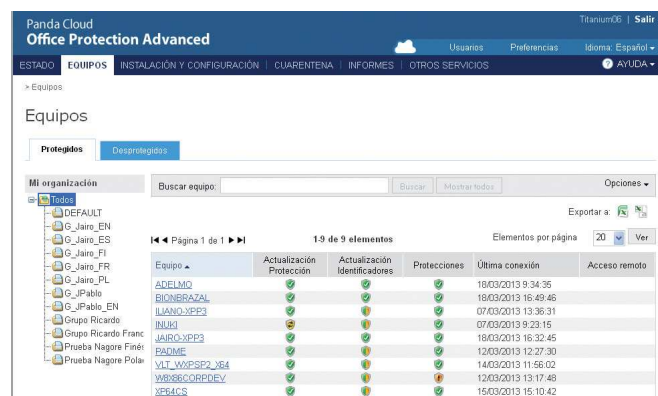 Panda Cloud
Office Protection Advanced
Titanium06 | Salir
Usuarios Preferencias Idioma: Español
ESTADO EQUIPOS INSTALACIÓN Y CONFIGURACIÓN | CUARENTENA | INFORMES | OTROS SERVICIOS ? AYUDA
> Equipos
Equipos
Protegidos Desprotegidos
Mi organización
Todos
DEFAULT
G_Jairo_EN
G_Jairo_ES
G_Jairo_FI
G_Jairo_FR
G_Jairo_PL
G_JPablo
G_JPablo_EN
Grupo Ricardo
Grupo Ricardo Franc
Prueba Nagore Finés
Prueba Nagore Pola
Buscar equipo: Buscar Mostrar todos Opciones
Exportar a:
Página 1 de 1 1-9 de 9 elementos Elementos por página 20 Ver
Equipo Actualización Protección Actualización Identificadores Protecciones Última conexión Acceso remoto
ADELMO 18/03/2013 9:34:35
BIONBRAZAL 18/03/2013 16:49:46
ILIANO-XPP3 07/03/2013 13:36:31
INUKI 07/03/2013 9:23:15
JAIRO-XPP3 18/03/2013 16:32:45
PADME 12/03/2013 12:27:30
VLT_WXPSP2_X64 14/03/2013 11:56:02
W8X86CORPDEV 12/03/2013 13:17:48
XP64CS 15/03/2013 15:10:42